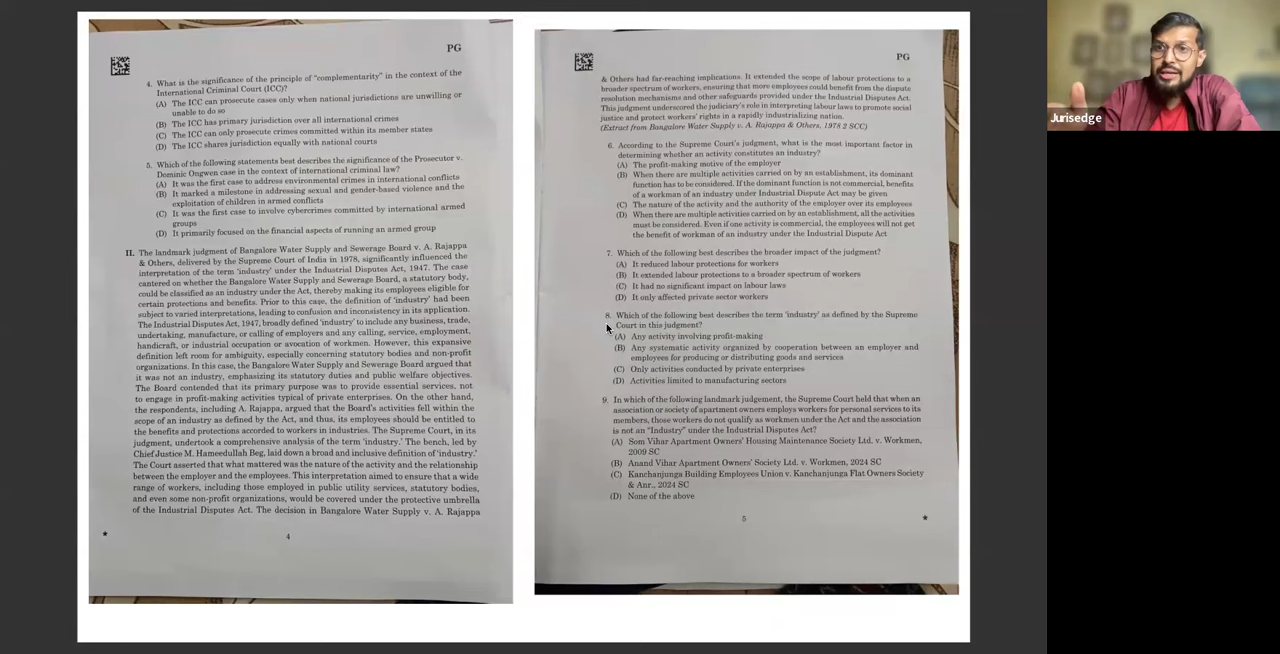 PG
4. What is the significance of the principle of "complementarity" in the context of the
International Criminal Court (ICC)?
(A) The ICC can prosecute cases only when national jurisdictions are unwilling or
unable to do so
(B) The ICC has primary jurisdiction over all international crimes
(C) The ICC can only prosecute crimes committed within its member states
(D) The ICC shares jurisdiction equally with national courts
5. Which of the following statements best describes the significance of the Prosecutor v.
Dominic Ongwen case in the context of international criminal law?
(A) It was the first case to address environmental crimes in international conflicts
(B) It marked a milestone in addressing sexual and gender-based violence and the
exploitation of children in armed conflicts
(C) It was the first case to involve cybercrimes committed by international armed
groups
(D) It primarily focused on the financial aspects of running an armed group
II. The landmark judgment of Bangalore Water Supply and Sewerage Board v. A. Rajappa
& Others, delivered by the Supreme Court of India in 1978, significantly influenced the
interpretation of the term 'industry' under the Industrial Disputes Act, 1947. The case
cantered on whether the Bangalore Water Supply and Sewerage Board, a statutory body,
could be classified as an industry under the Act, thereby making its employees eligible for
certain protections and benefits. Prior to this case, the definition of 'industry' had been
subject to varied interpretations, leading to confusion and inconsistency in its application.
The Industrial Disputes Act, 1947, broadly defined 'industry' to include any business, trade,
undertaking, manufacture, or calling of employers and any calling, service, employment,
handicraft, or industrial occupation or avocation of workmen. However, this expansive
definition left room for ambiguity, especially concerning statutory bodies and non-profit
organizations. In this case, the Bangalore Water Supply and Sewerage Board argued that
it was not an industry, emphasizing its statutory duties and public welfare objectives.
The Board contended that its primary purpose was to provide essential services, not
to engage in profit-making activities typical of private enterprises. On the other hand,
the respondents, including A. Rajappa, argued that the Board's activities fell within the
scope of an industry as defined by the Act, and thus, its employees should be entitled to
the benefits and protections accorded to workers in industries. The Supreme Court, in its
judgment, undertook a comprehensive analysis of the term 'industry.' The bench, led by
Chief Justice M. Hameedullah Beg, laid down a broad and inclusive definition of 'industry.'
The Court asserted that what mattered was the nature of the activity and the relationship
between the employer and the employees. This interpretation aimed to ensure that a wide
range of workers, including those employed in public utility services, statutory bodies,
and even some non-profit organizations, would be covered under the protective umbrella
of the Industrial Disputes Act. The decision in Bangalore Water Supply v. A. Rajappa
* 4
PG
& Others had far-reaching implications. It extended the scope of labour protections to a
broader spectrum of workers, ensuring that more employees could benefit from the dispute
resolution mechanisms and other safeguards provided under the Industrial Disputes Act.
This judgment underscored the judiciary's role in interpreting labour laws to promote social
justice and protect workers' rights in a rapidly industrializing nation.
(Extract from Bangalore Water Supply v. A. Rajappa & Others, 1978 2 SCC)
6. According to the Supreme Court's judgment, what is the most important factor in
determining whether an activity constitutes an industry?
(A) The profit-making motive of the employer
(B) When there are multiple activities carried on by an establishment, its dominant
function has to be considered. If the dominant function is not commercial, benefits
of a workman of an industry under Industrial Dispute Act may be given
(C) The nature of the activity and the authority of the employer over its employees
(D) When there are multiple activities carried on by an establishment, all the activities
must be considered. Even if one activity is commercial, the employees will not get
the benefit of workman of an industry under the Industrial Dispute Act
7. Which of the following best describes the broader impact of the judgment?
(A) It reduced labour protections for workers
(B) It extended labour protections to a broader spectrum of workers
(C) It had no significant impact on labour laws
(D) It only affected private sector workers
8. Which of the following best describes the term 'industry' as defined by the Supreme
Court in this judgment?
(A) Any activity involving profit-making
(B) Any systematic activity organized by cooperation between an employer and
employees for producing or distributing goods and services
(C) Only activities conducted by private enterprises
(D) Activities limited to manufacturing sectors
9. In which of the following landmark judgement, the Supreme Court held that when an
association or society of apartment owners employs workers for personal services to its
members, those workers do not qualify as workmen under the Act and the association
is not an "Industry" under the Industrial Disputes Act?
(A) Som Vihar Apartment Owners' Housing Maintenance Society Ltd. v. Workmen,
2009 SC
(B) Anand Vihar Apartment Owners' Society Ltd. v. Workmen, 2024 SC
(C) Kanchanjunga Building Employees Union v. Kanchanjunga Flat Owners Society
& Anr., 2024 SC
(D) None of the above
5 *
Jurisedge